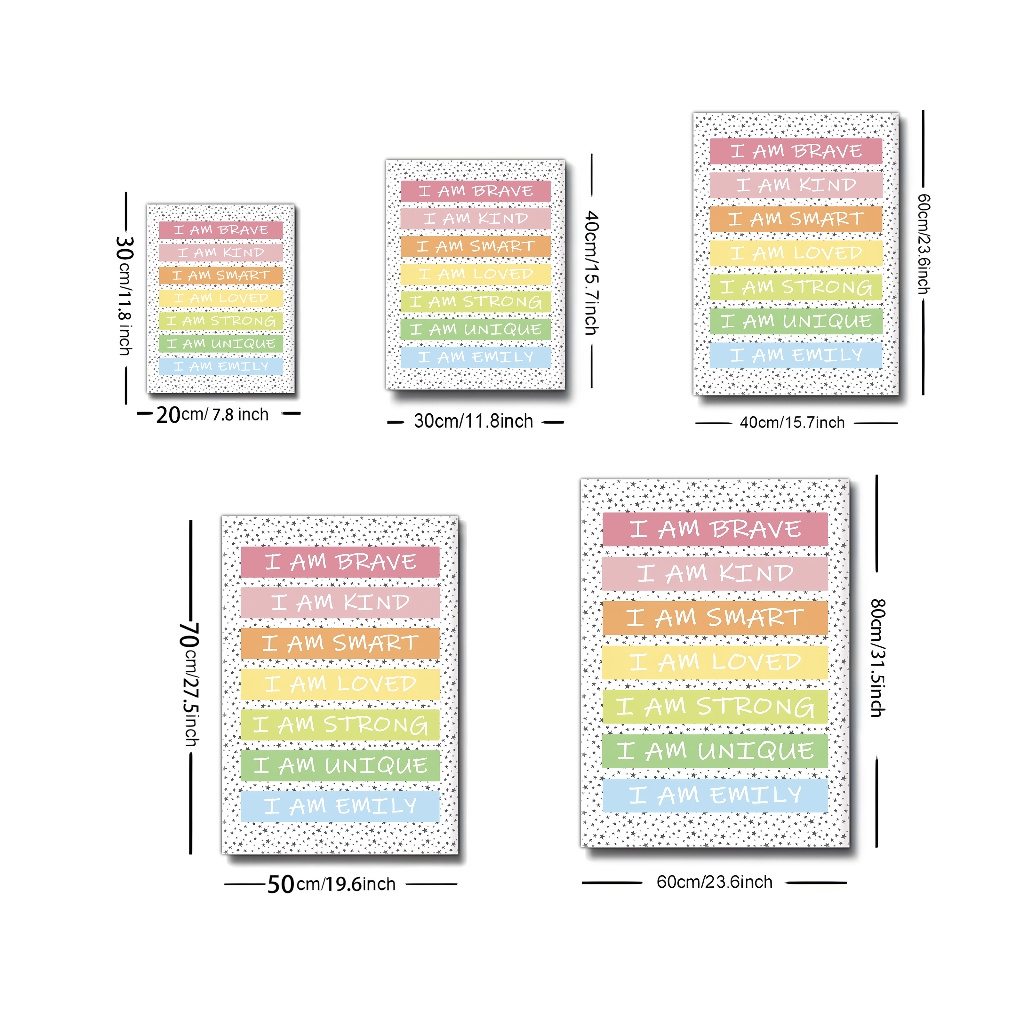 I AM BRAVE
I AM KIND
I AM SMART
I AM LOVED
I AM STRONG
I AM UNIQUE
I AM EMILY
30cm/11.8 inch
20cm/ 7.8 inch
I AM BRAVE
I AM KIND
I AM SMART
I AM LOVED
I AM STRONG
I AM UNIQUE
I AM EMILY
40cm/15.7inch
30cm/11.8inch
I AM BRAVE
I AM KIND
I AM SMART
I AM LOVED
I AM STRONG
I AM UNIQUE
I AM EMILY
60cm/23.6inch
40cm/15.7inch
I AM BRAVE
I AM KIND
I AM SMART
I AM LOVED
I AM STRONG
I AM UNIQUE
I AM EMILY
70cm/27.5inch
50cm/19.6inch
I AM BRAVE
I AM KIND
I AM SMART
I AM LOVED
I AM STRONG
I AM UNIQUE
I AM EMILY
80cm/31.5inch
60cm/23.6inch